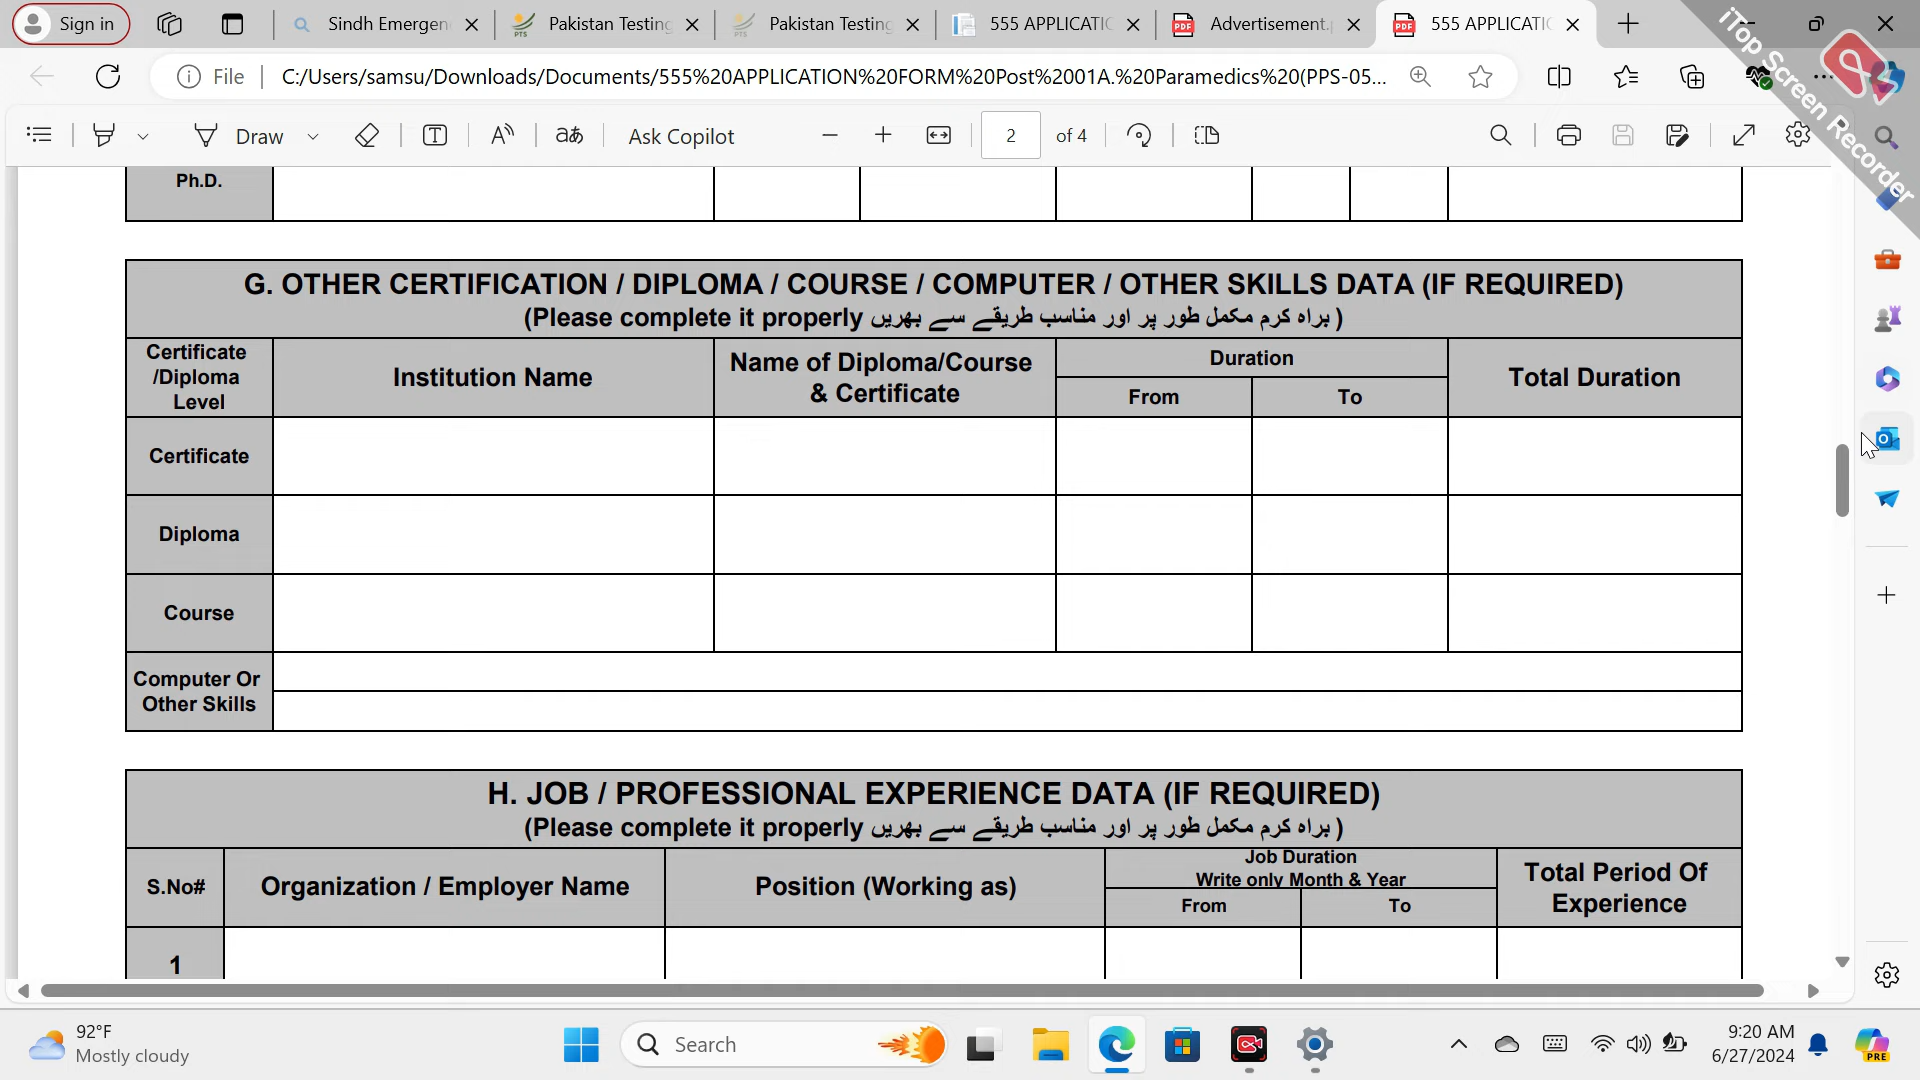 Sign in
Sindh Emergen
Pakistan Testing
Pakistan Testing
555 APPLICATIO
Advertisement.p
555 APPLICATIO
File
C:/Users/samsu/Downloads/Documents/555%20APPLICATION%20FORM%20Post%2001A.%20Paramedics%20(PPS-05...
iTop Screen Recorder
Draw
Ask Copilot
2 of 4
Ph.D.
G. OTHER CERTIFICATION / DIPLOMA / COURSE / COMPUTER / OTHER SKILLS DATA (IF REQUIRED)
(Please complete it properly براہ کرم مکمل طور پر اور مناسب طریقے سے بھریں)
Certificate /Diploma Level
Institution Name
Name of Diploma/Course & Certificate
Duration
From
To
Total Duration
Certificate
Diploma
Course
Computer Or Other Skills
H. JOB / PROFESSIONAL EXPERIENCE DATA (IF REQUIRED)
(Please complete it properly براہ کرم مکمل طور پر اور مناسب طریقے سے بھریں)
S.No#
Organization / Employer Name
Position (Working as)
Job Duration
Write only Month & Year
From
To
Total Period Of Experience
1
92°F
Mostly cloudy
Search
9:20 AM
6/27/2024
PRE